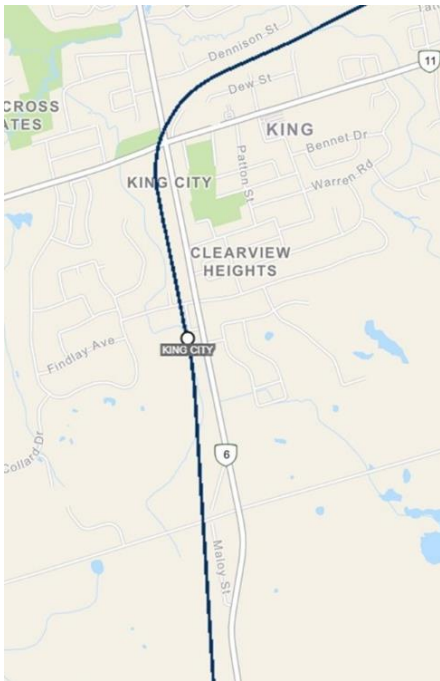 Dennison St
11
Dew St
CROSS
ATES
KING
Bennet Dr
Patton St
KING CITY
Warren Rd
CLEARVIEW
HEIGHTS
Findlay Ave
KING CITY
Collard Dr
6
Maloy St